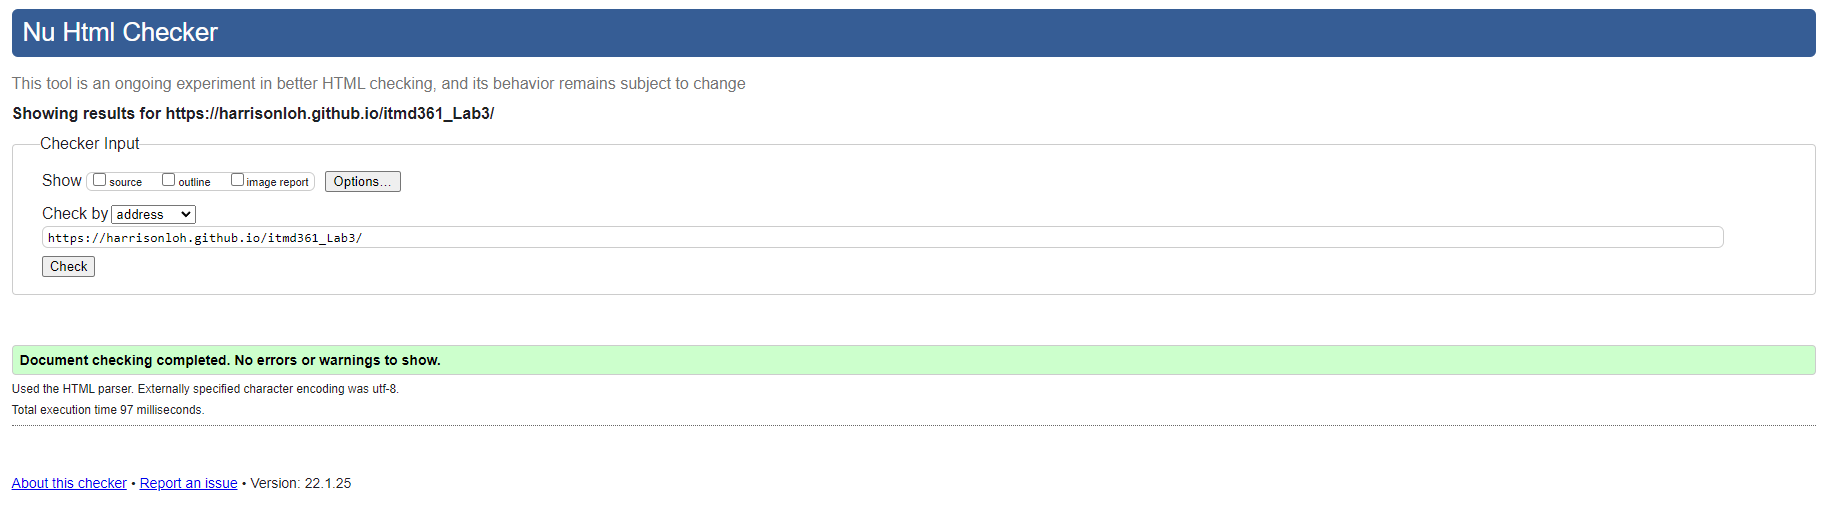 Nu Html Checker
This tool is an ongoing experiment in better HTML checking, and its behavior remains subject to change
Showing results for https://harrisonloh.github.io/itmd361_Lab3/
Checker Input
Show source outline image report Options...
Check by address
https://harrisonloh.github.io/itmd361_Lab3/
Check
Document checking completed. No errors or warnings to show.
Used the HTML parser. Externally specified character encoding was utf-8.
Total execution time 97 milliseconds.
About this checker • Report an issue • Version: 22.1.25